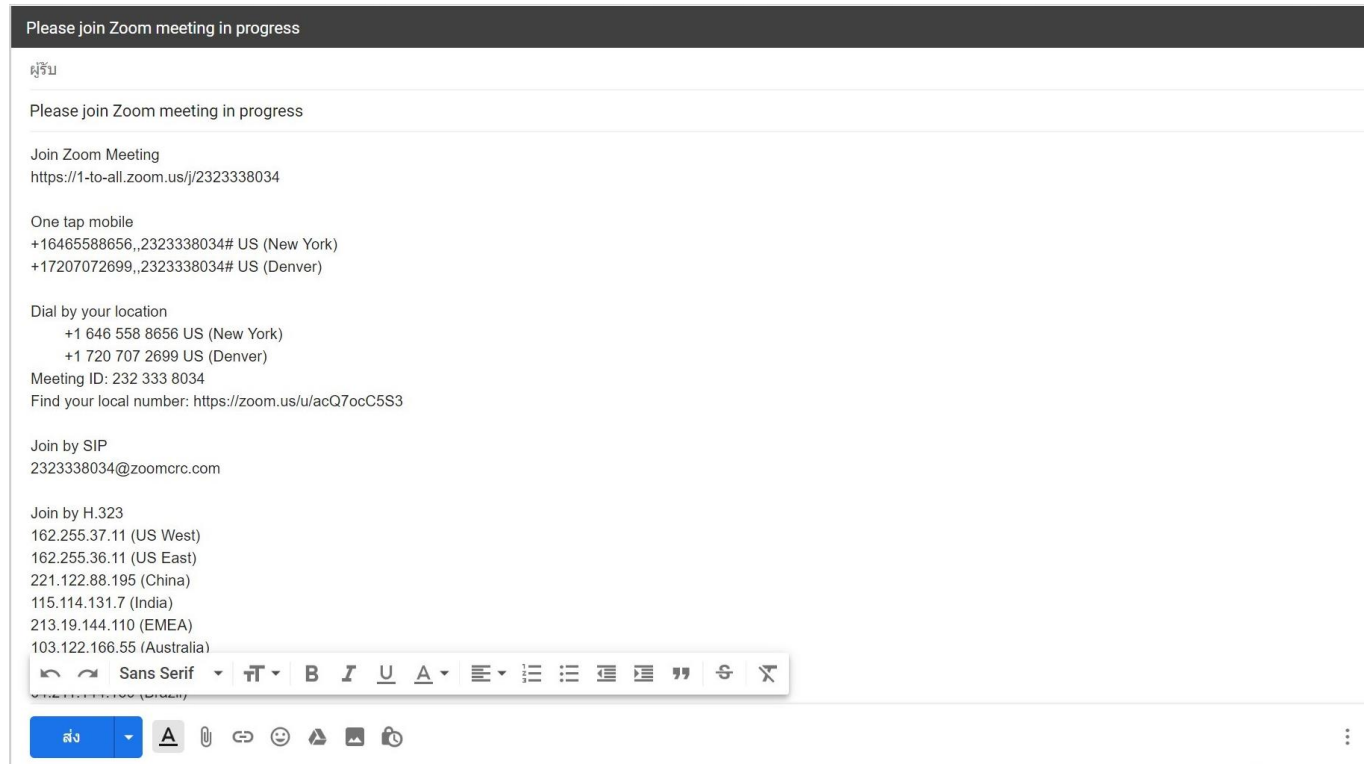 Please join Zoom meeting in progress
ผู้รับ
Please join Zoom meeting in progress
Join Zoom Meeting
https://1-to-all.zoom.us/j/2323338034
One tap mobile
+16465588656,,2323338034# US (New York)
+17207072699,,2323338034# US (Denver)
Dial by your location
+1 646 558 8656 US (New York)
+1 720 707 2699 US (Denver)
Meeting ID: 232 333 8034
Find your local number: https://zoom.us/u/acQ7ocC5S3
Join by SIP
2323338034@zoomcrc.com
Join by H.323
162.255.37.11 (US West)
162.255.36.11 (US East)
221.122.88.195 (China)
115.114.131.7 (India)
213.19.144.110 (EMEA)
103.122.166.55 (Australia)
Sans Serif
ส่ง